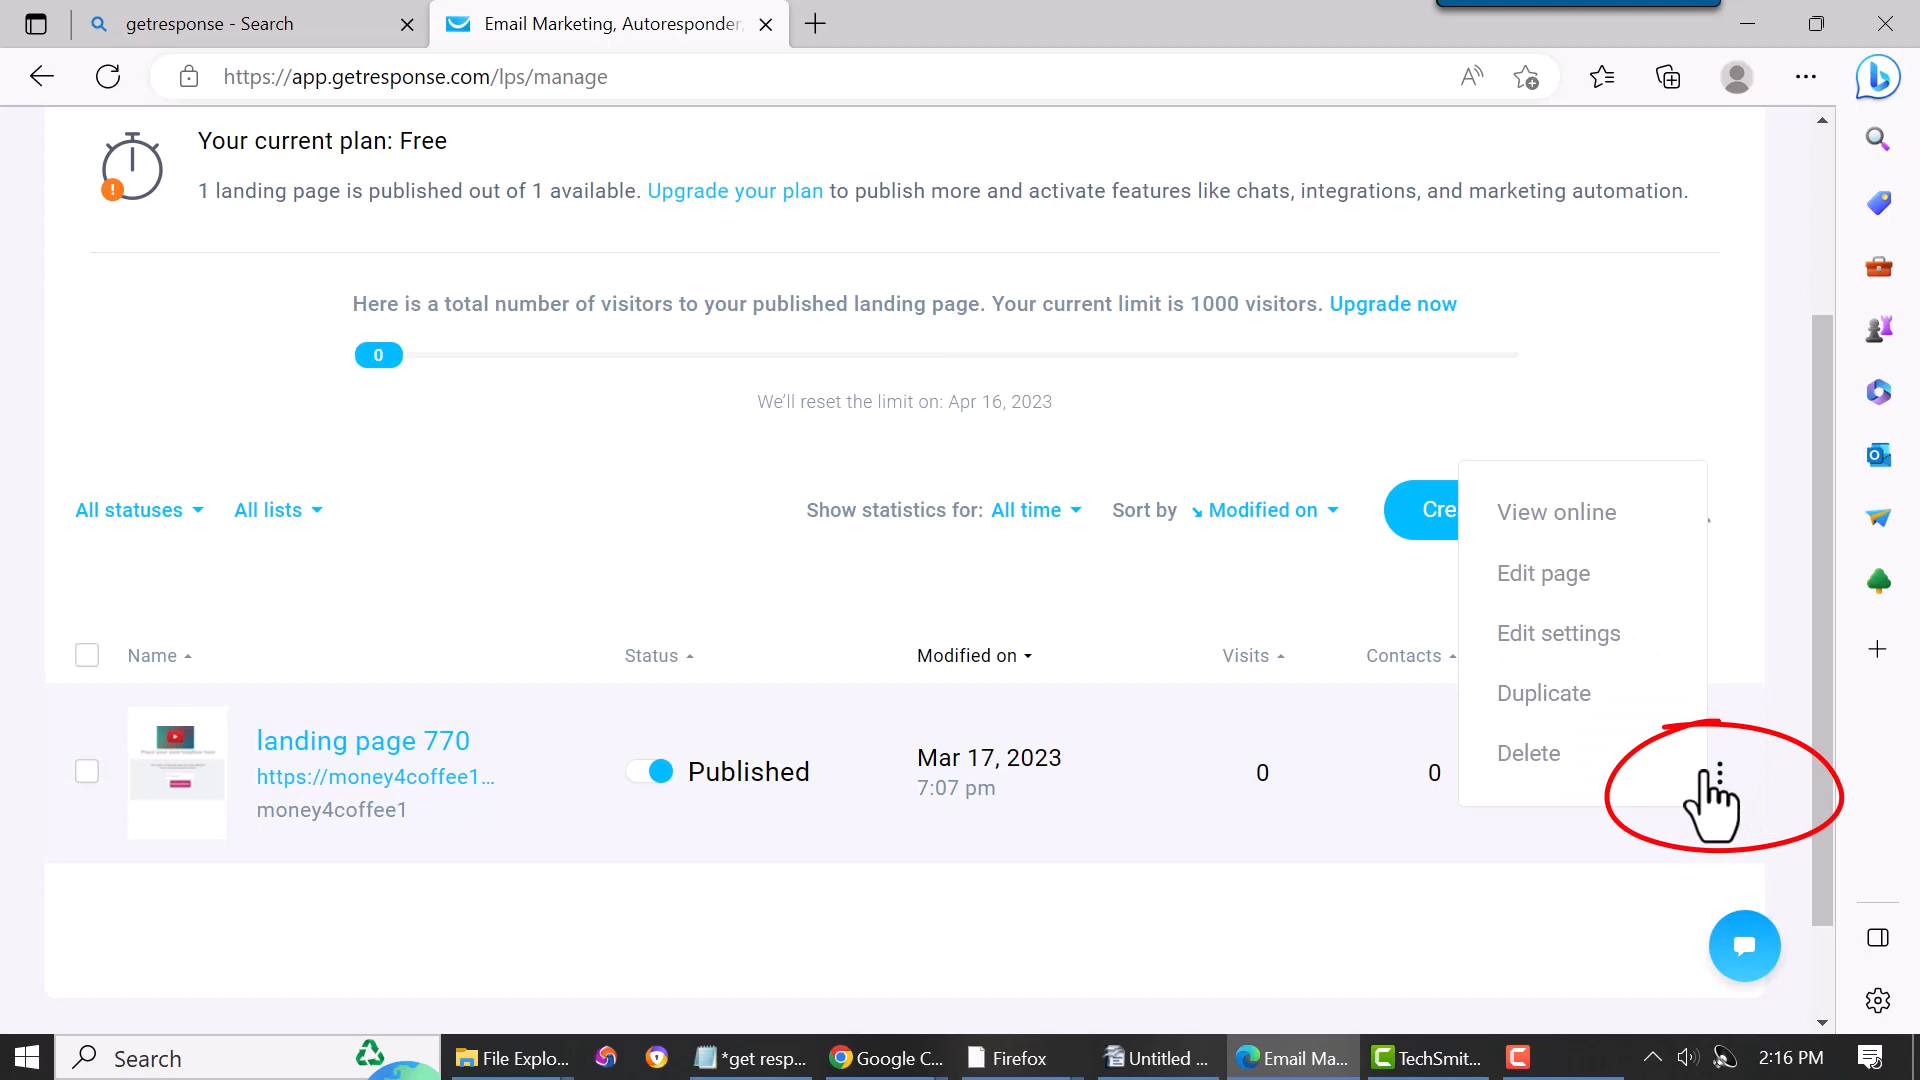 getresponse - Search
Email Marketing, Autoresponder,
https://app.getresponse.com/lps/manage
Your current plan: Free
1 landing page is published out of 1 available. Upgrade your plan to publish more and activate features like chats, integrations, and marketing automation.
Here is a total number of visitors to your published landing page. Your current limit is 1000 visitors. Upgrade now
0
We'll reset the limit on: Apr 16, 2023
All statuses All lists Show statistics for: All time Sort by Modified on Cre
View online
Edit page
Edit settings
Duplicate
Delete
Name Status Modified on Visits Contacts
landing page 770
https://money4coffee1...
money4coffee1
Published
Mar 17, 2023
7:07 pm
0
0
Search
File Explo...
*get resp...
Google C...
Firefox
Untitled ...
Email Ma...
TechSmit...
2:16 PM